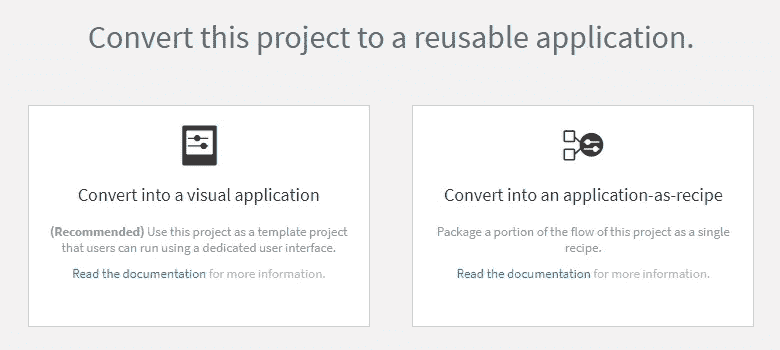 Convert this project to a reusable application.
Convert into a visual application
(Recommended) Use this project as a template project
that users can run using a dedicated user interface.
Read the documentation for more information.
Convert into an application-as-recipe
Package a portion of the flow of this project as a single
recipe.
Read the documentation for more information.